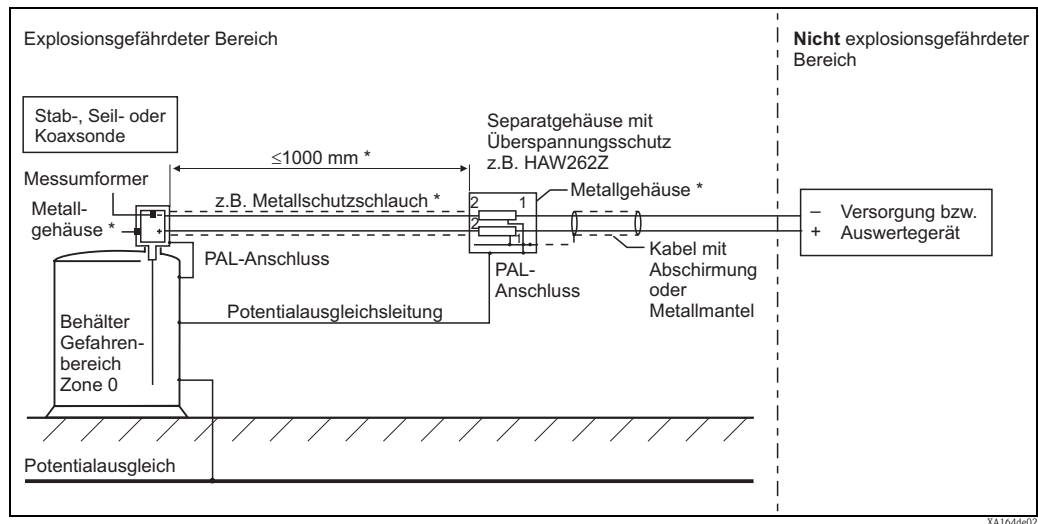 Explosionsgefährdeter Bereich
Nicht explosionsgefährdeter
Bereich
Stab-, Seil- oder
Koaxsonde
Separatgehäuse mit
Überspannungsschutz
z.B. HAW262Z
≤1000 mm *
Messumformer
z.B. Metallschutzschlauch *
2
1
Metallgehäuse *
Metall-
gehäuse *
–
+
2
1
– Versorgung bzw.
+ Auswertegerät
PAL-Anschluss
PAL-
Anschluss
Kabel mit
Abschirmung
oder
Metallmantel
Potentialausgleichsleitung
Behälter
Gefahren-
bereich
Zone 0
Potentialausgleich
XA164de02